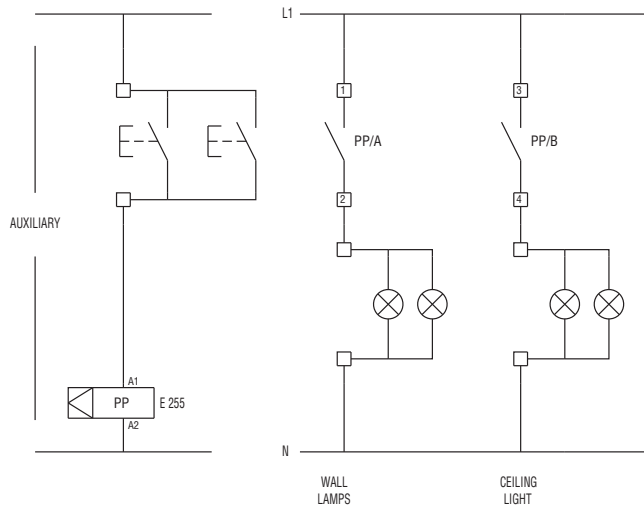 L1
1
3
PP/A
PP/B
2
4
AUXILIARY
A1
PP
E 255
A2
N
WALL
LAMPS
CEILING
LIGHT